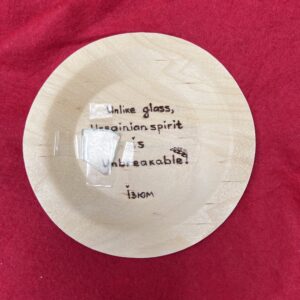 Unlike glass,
Ukrainian spirit
is
Unbreakable!
Ізюм